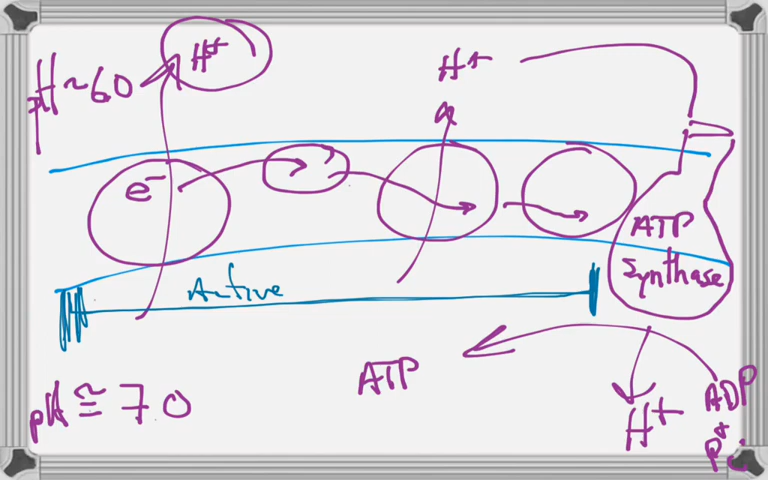 pH ~ 6.0
H+
H+
e-
ATP
Synthase
Active
ATP
pH ≅ 7.0
H+
ADP
+
Pi